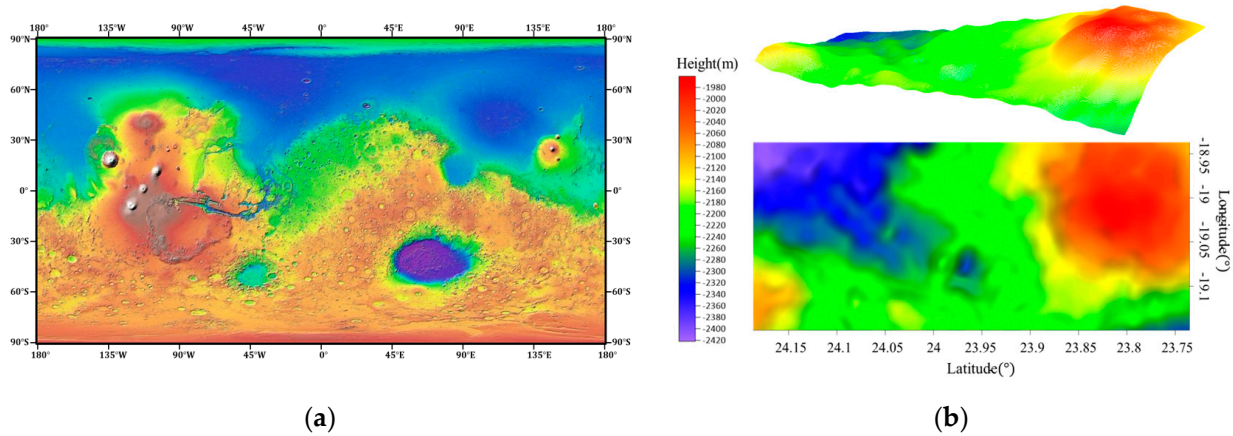 180° 135°W 90°W 45°W 0° 45°E 90°E 135°E 180°
90°N 90°N
60°N 60°N
30°N 30°N
0° 0°
30°S 30°S
60°S 60°S
90°S 90°S
180° 135°W 90°W 45°W 0° 45°E 90°E 135°E 180°
(a)
Height(m)
-1980
-2000
-2020
-2040
-2060
-2080
-2100
-2120
-2140
-2160
-2180
-2200
-2220
-2240
-2260
-2280
-2300
-2320
-2340
-2360
-2380
-2400
-2420
-18.95
-19
-19.05
-19.1
Longitude(°)
24.15 24.1 24.05 24 23.95 23.9 23.85 23.8 23.75
Latitude(°)
(b)